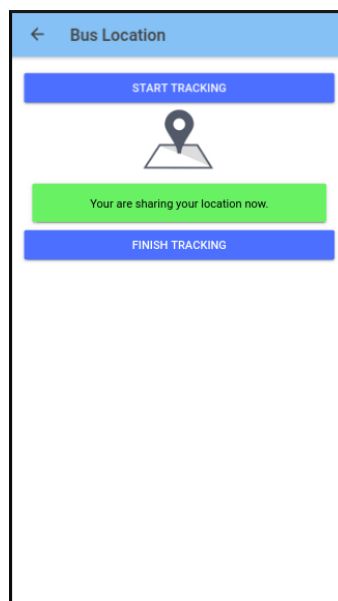 Bus Location
START TRACKING
Your are sharing your location now.
FINISH TRACKING